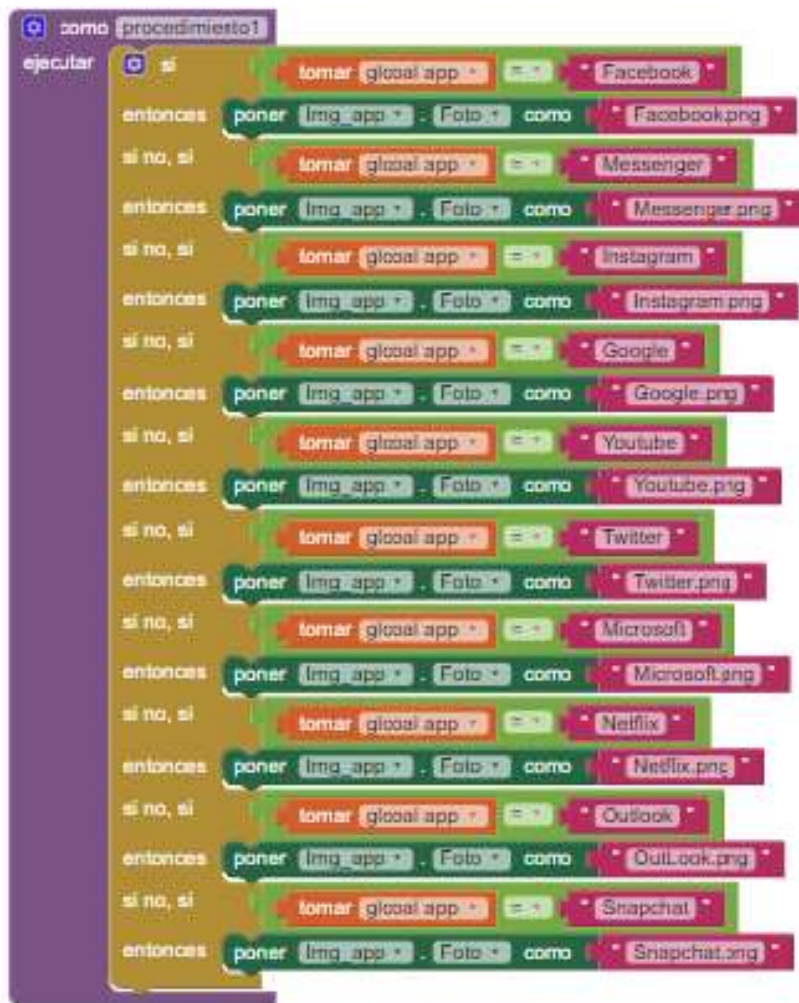 como procedimiento1
ejecutar si tomar global app = " Facebook "
entonces poner Img_app . Foto como " Facebook.png "
si no, si tomar global app = " Messenger "
entonces poner Img_app . Foto como " Messenger.png "
si no, si tomar global app = " Instagram "
entonces poner Img_app . Foto como " Instagram.png "
si no, si tomar global app = " Google "
entonces poner Img_app . Foto como " Google.png "
si no, si tomar global app = " Youtube "
entonces poner Img_app . Foto como " Youtube.png "
si no, si tomar global app = " Twitter "
entonces poner Img_app . Foto como " Twitter.png "
si no, si tomar global app = " Microsoft "
entonces poner Img_app . Foto como " Microsoft.png "
si no, si tomar global app = " Netflix "
entonces poner Img_app . Foto como " Netflix.png "
si no, si tomar global app = " Outlook "
entonces poner Img_app . Foto como " OutLook.png "
si no, si tomar global app = " Snapchat "
entonces poner Img_app . Foto como " Snapchat.png "